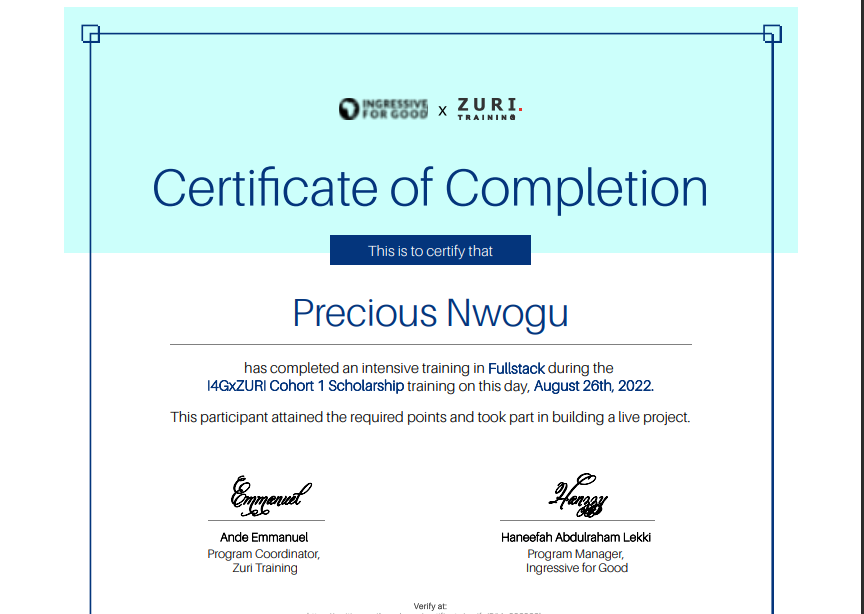 INGRESSIVE
FOR GOOD
x
ZURI.
TRAINING
Certificate of Completion
This is to certify that
Precious Nwogu
has completed an intensive training in Fullstack during the
I4GxZURI Cohort 1 Scholarship training on this day, August 26th, 2022.
This participant attained the required points and took part in building a live project.
Emmanuel
Ande Emmanuel
Program Coordinator,
Zuri Training
Hanzzy
Haneefah Abdulraham Lekki
Program Manager,
Ingressive for Good
Verify at: